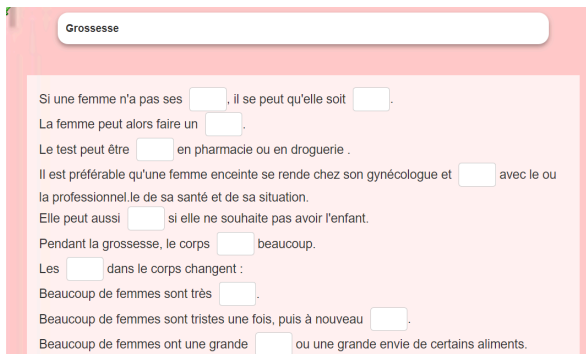 Grossesse
Si une femme n'a pas ses , il se peut qu'elle soit .
La femme peut alors faire un .
Le test peut être en pharmacie ou en droguerie .
Il est préférable qu'une femme enceinte se rende chez son gynécologue et avec le ou
la professionnel.le de sa santé et de sa situation.
Elle peut aussi si elle ne souhaite pas avoir l'enfant.
Pendant la grossesse, le corps beaucoup.
Les dans le corps changent :
Beaucoup de femmes sont très .
Beaucoup de femmes sont tristes une fois, puis à nouveau .
Beaucoup de femmes ont une grande ou une grande envie de certains aliments.